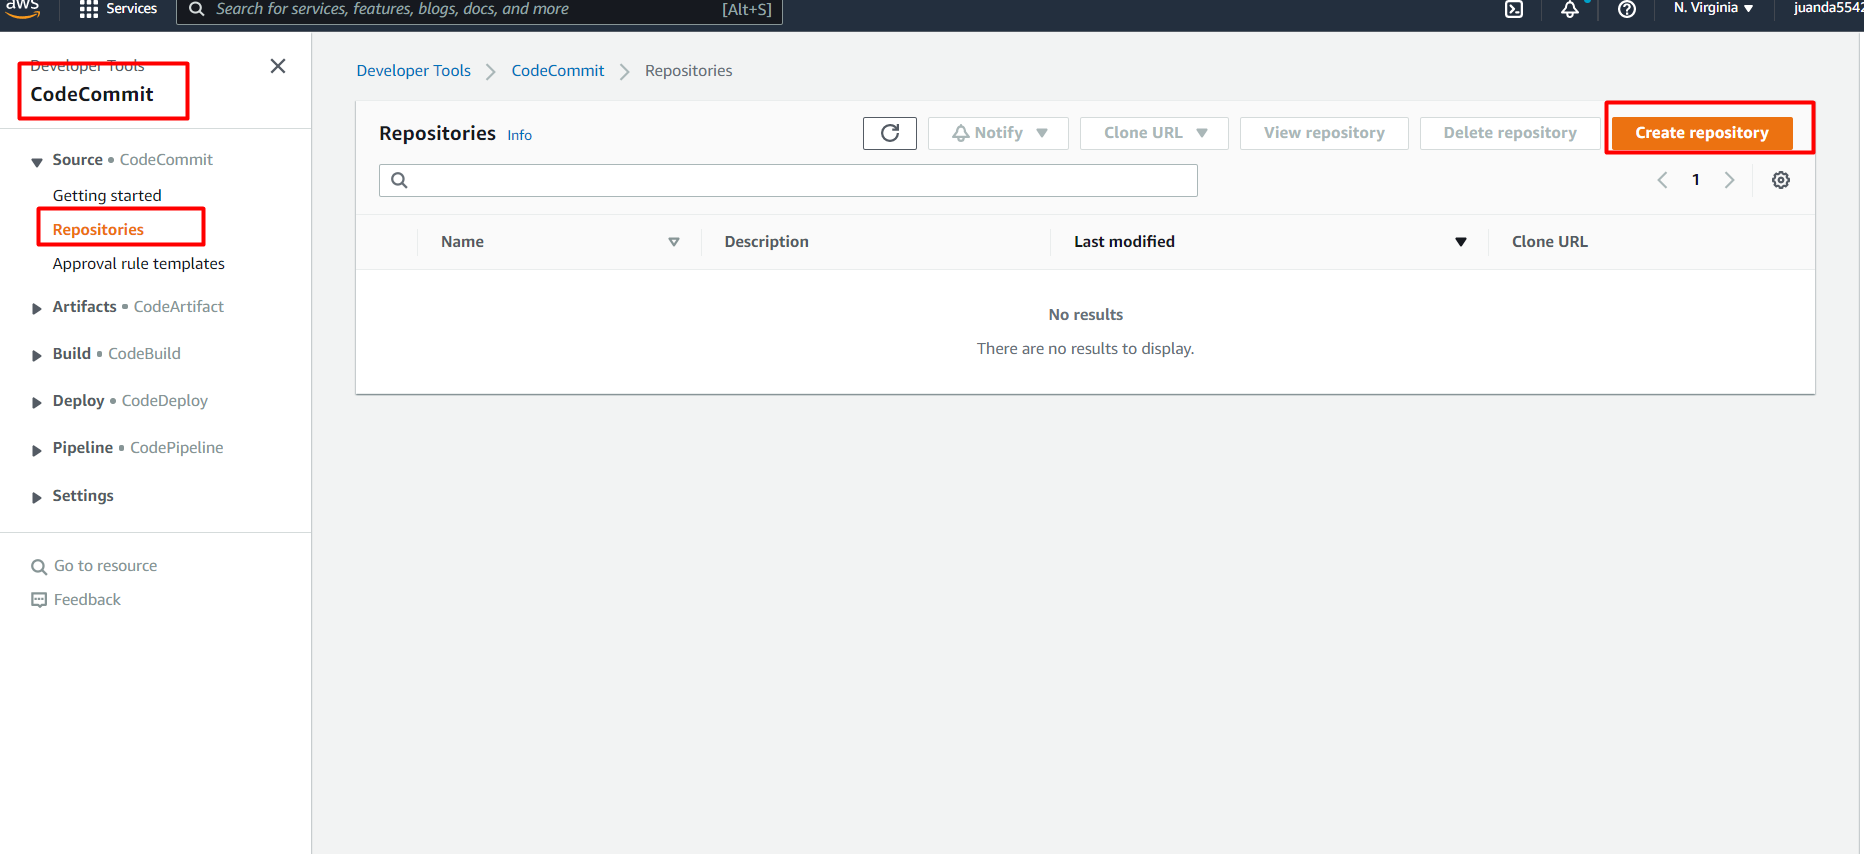 aws
Services
Search for services, features, blogs, docs, and more [Alt+S]
N. Virginia
juanda5542
Developer Tools
CodeCommit
Source • CodeCommit
Getting started
Repositories
Approval rule templates
Artifacts • CodeArtifact
Build • CodeBuild
Deploy • CodeDeploy
Pipeline • CodePipeline
Settings
Go to resource
Feedback
Developer Tools > CodeCommit > Repositories
Repositories Info
Notify
Clone URL
View repository
Delete repository
Create repository
1
Name
Description
Last modified
Clone URL
No results
There are no results to display.